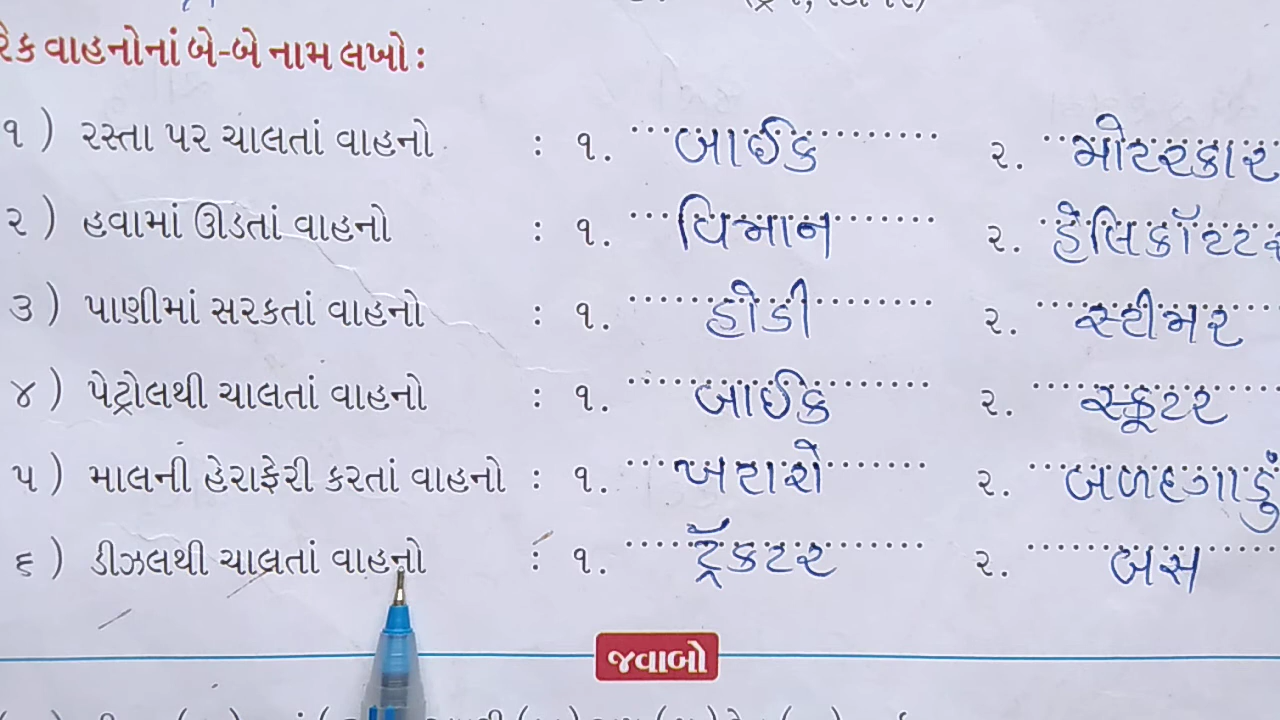 રેક વાહનોનાં બે-બે નામ લખો :
૧ ) રસ્તા પર ચાલતાં વાહનો : ૧. બાઈક ૨. મોટરકાર
૨ ) હવામાં ઊડતાં વાહનો : ૧. વિમાન ૨. હેલિકૉટર
૩ ) પાણીમાં સરકતાં વાહનો : ૧. હોડી ૨. સ્ટીમર
૪ ) પેટ્રોલથી ચાલતાં વાહનો : ૧. બાઈક ૨. સ્કૂટર
૫ ) માલની હેરાફેરી કરતાં વાહનો : ૧. ખટારો ૨. બળદગાડું
૬ ) ડીઝલથી ચાલતાં વાહનો : ૧. ટ્રૅકટર ૨. બસ
જવાબો